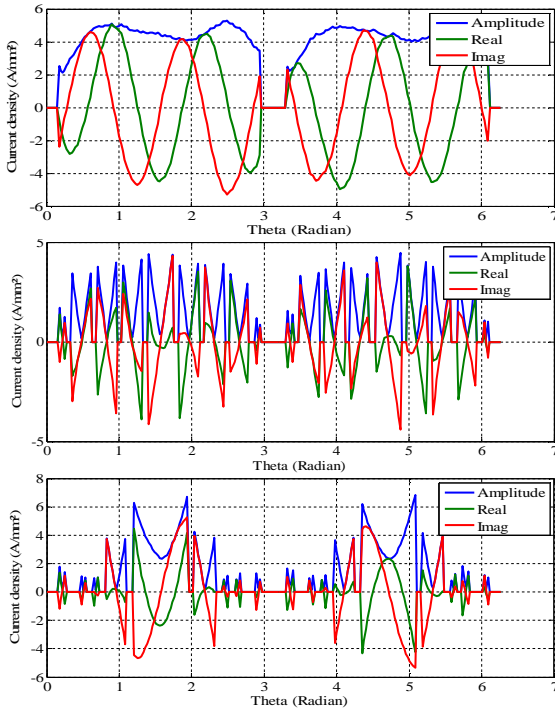 6
4
2
0
-2
-4
-6
Current density (A/mm²)
Amplitude
Real
Imag
0 1 2 3 4 5 6 7
Theta (Radian)
5
0
-5
Current density (A/mm²)
Amplitude
Real
Imag
0 1 2 3 4 5 6 7
Theta (Radian)
8
6
4
2
0
-2
-4
-6
Current density (A/mm²)
Amplitude
Real
Imag
0 1 2 3 4 5 6 7
Theta (Radian)